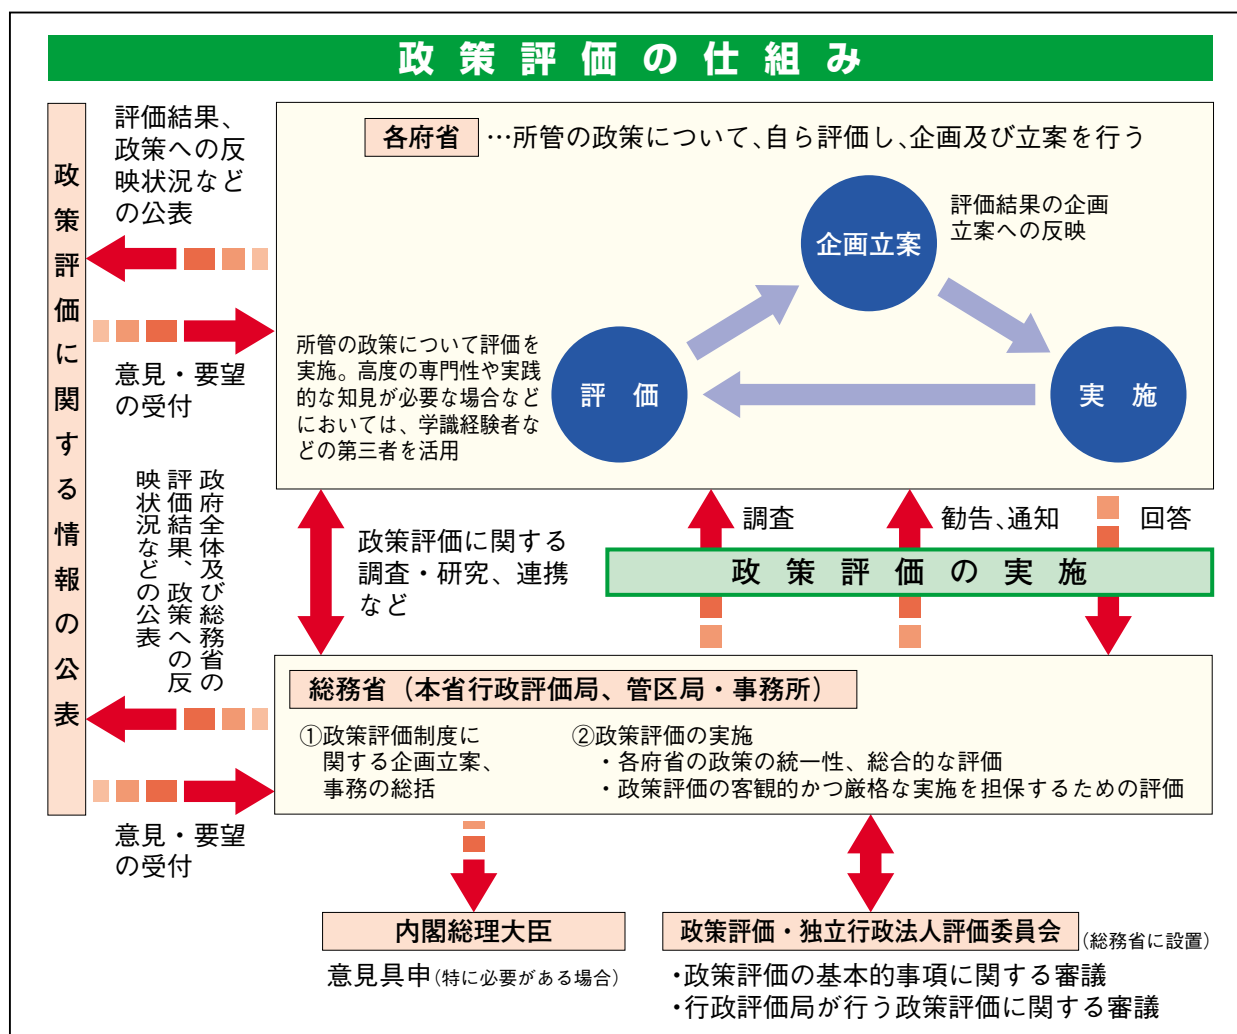 政策評価の仕組み
政策評価に関する情報の公表
評価結果、
政策への反
映状況など
の公表
意見・要望
の受付
各府省 …所管の政策について、自ら評価し、企画及び立案を行う
企画立案
評価結果の企画
立案への反映
所管の政策について評価を
実施。高度の専門性や実践
的な知見が必要な場合など
においては、学識経験者な
どの第三者を活用
評価
実施
政府全体及び総務省の
評価結果、政策への反
映状況などの公表
政策評価に関する
調査・研究、連携
など
調査
勧告、通知
回答
政策評価の実施
総務省（本省行政評価局、管区局・事務所）
①政策評価制度に
関する企画立案、
事務の総括
②政策評価の実施
・各府省の政策の統一性、総合的な評価
・政策評価の客観的かつ厳格な実施を担保するための評価
意見・要望
の受付
内閣総理大臣
意見具申(特に必要がある場合)
政策評価・独立行政法人評価委員会(総務省に設置)
・政策評価の基本的事項に関する審議
・行政評価局が行う政策評価に関する審議